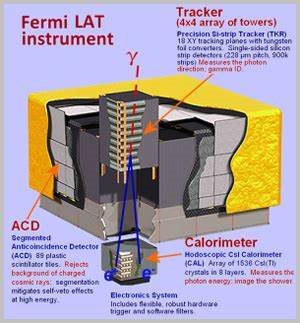 Fermi LAT
instrument
Tracker
(4x4 array of towers)
Precision Si-strip Tracker (TKR)
18 XY tracking planes with tungsten
foil converters. Single-sided silicon
strip detectors (228 µm pitch, 900k
strips) Measures the photon
direction; gamma ID.
γ
ACD
Segmented
Anticoincidence Detector
(ACD) 89 plastic
scintillator tiles. Rejects
background of charged
cosmic rays; segmentation
mitigates self-veto effects
at high energy.
e
e
Calorimeter
Hodoscopic CsI Calorimeter
(CAL) Array of 1536 CsI(Tl)
crystals in 8 layers. Measures the
photon energy; image the shower.
Electronics System
Includes flexible, robust hardware
trigger and software filters.